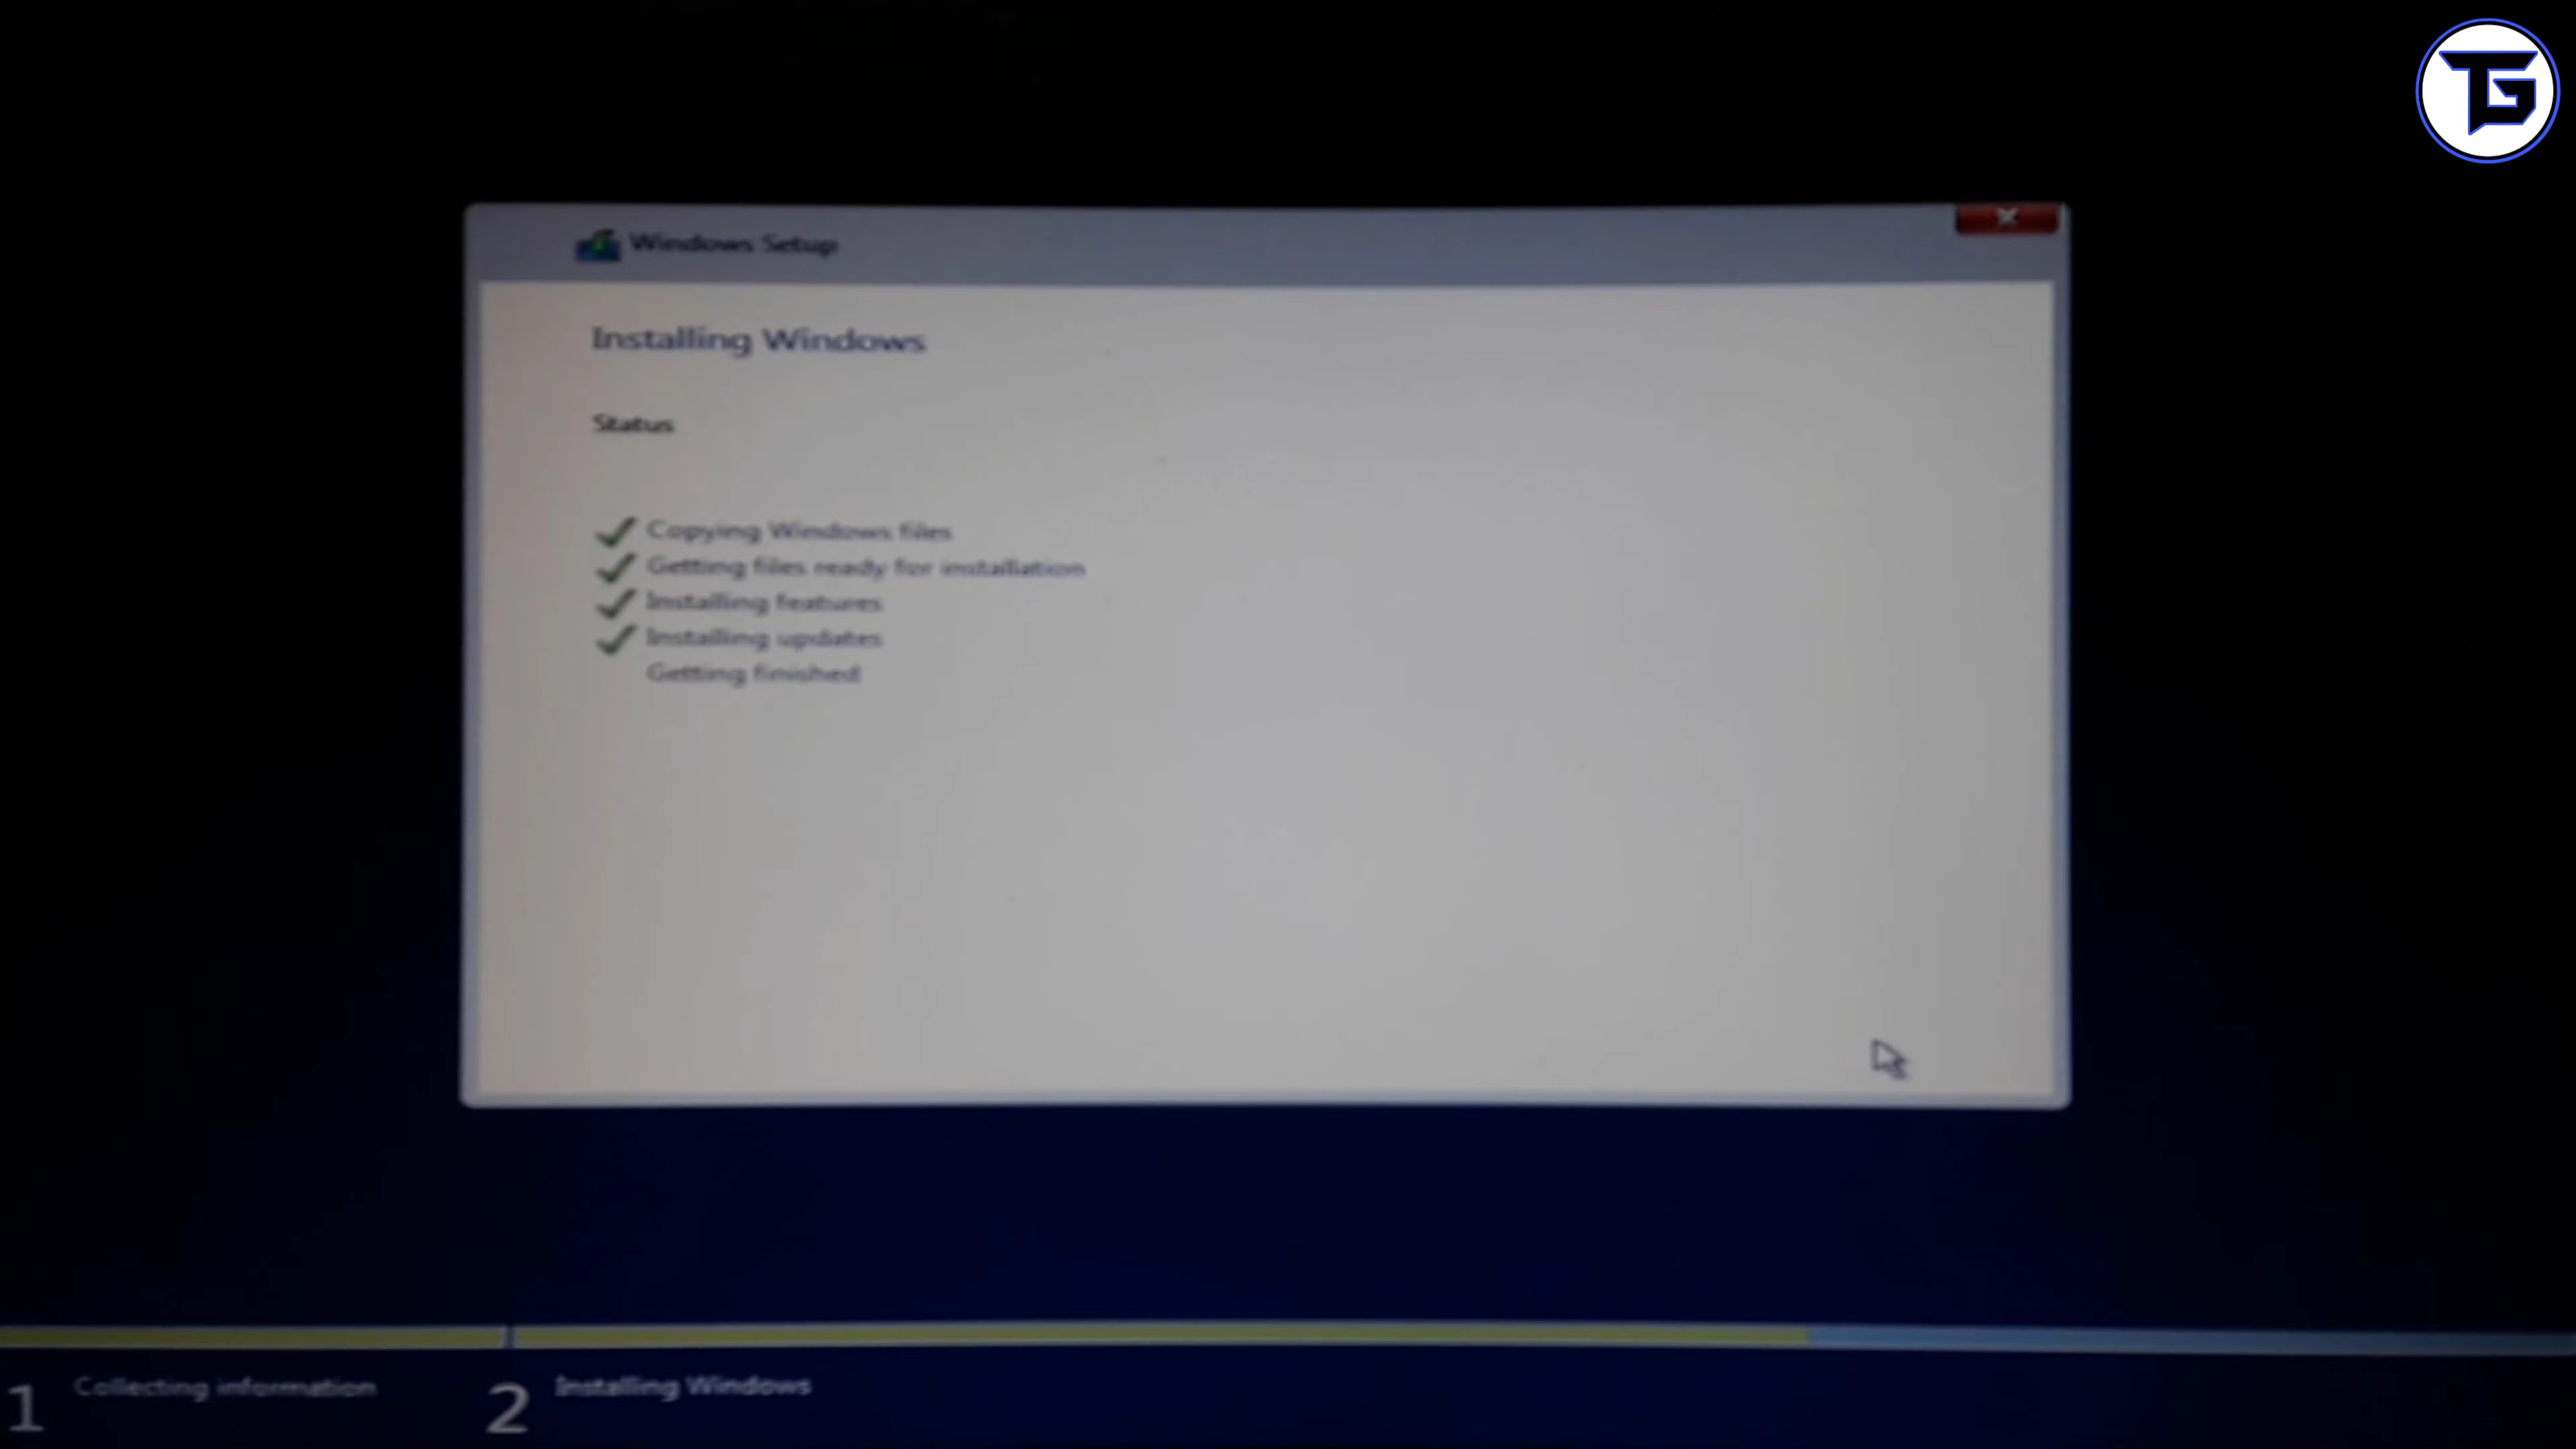 TG
Windows Setup
Installing Windows
Status
Copying Windows files
Getting files ready for installation
Installing features
Installing updates
Getting finished
1 Collecting information
2 Installing Windows